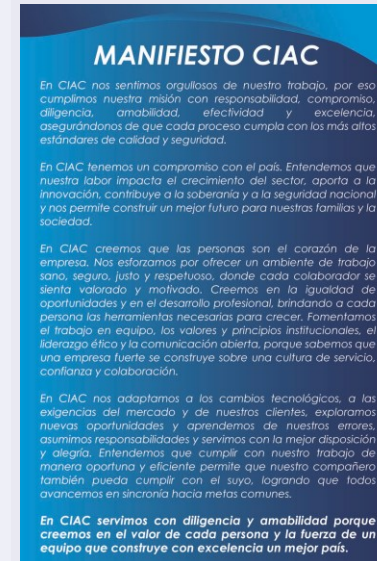 MANIFIESTO CIAC
En CIAC nos sentimos orgullosos de nuestro trabajo, por eso
cumplimos nuestra misión con responsabilidad, compromiso,
diligencia, amabilidad, efectividad y excelencia,
asegurándonos de que cada proceso cumpla con los más altos
estándares de calidad y seguridad.
En CIAC tenemos un compromiso con el país. Entendemos que
nuestra labor impacta el crecimiento del sector, aporta a la
innovación, contribuye a la soberanía y a la seguridad nacional
y nos permite construir un mejor futuro para nuestras familias y la
sociedad.
En CIAC creemos que las personas son el corazón de la
empresa. Nos esforzamos por ofrecer un ambiente de trabajo
sano, seguro, justo y respetuoso, donde cada colaborador se
sienta valorado y motivado. Creemos en la igualdad de
oportunidades y en el desarrollo profesional, brindando a cada
persona las herramientas necesarias para crecer. Fomentamos
el trabajo en equipo, los valores y principios institucionales, el
liderazgo ético y la comunicación abierta, porque sabemos que
una empresa fuerte se construye sobre una cultura de servicio,
confianza y colaboración.
En CIAC nos adaptamos a los cambios tecnológicos, a las
exigencias del mercado y de nuestros clientes, exploramos
nuevas oportunidades y aprendemos de nuestros errores,
asumimos responsabilidades y servimos con la mejor disposición
y alegría. Entendemos que cumplir con nuestro trabajo de
manera oportuna y eficiente permite que nuestro compañero
también pueda cumplir con el suyo, logrando que todos
avancemos en sincronía hacia metas comunes.
En CIAC servimos con diligencia y amabilidad porque
creemos en el valor de cada persona y la fuerza de un
equipo que construye con excelencia un mejor país.